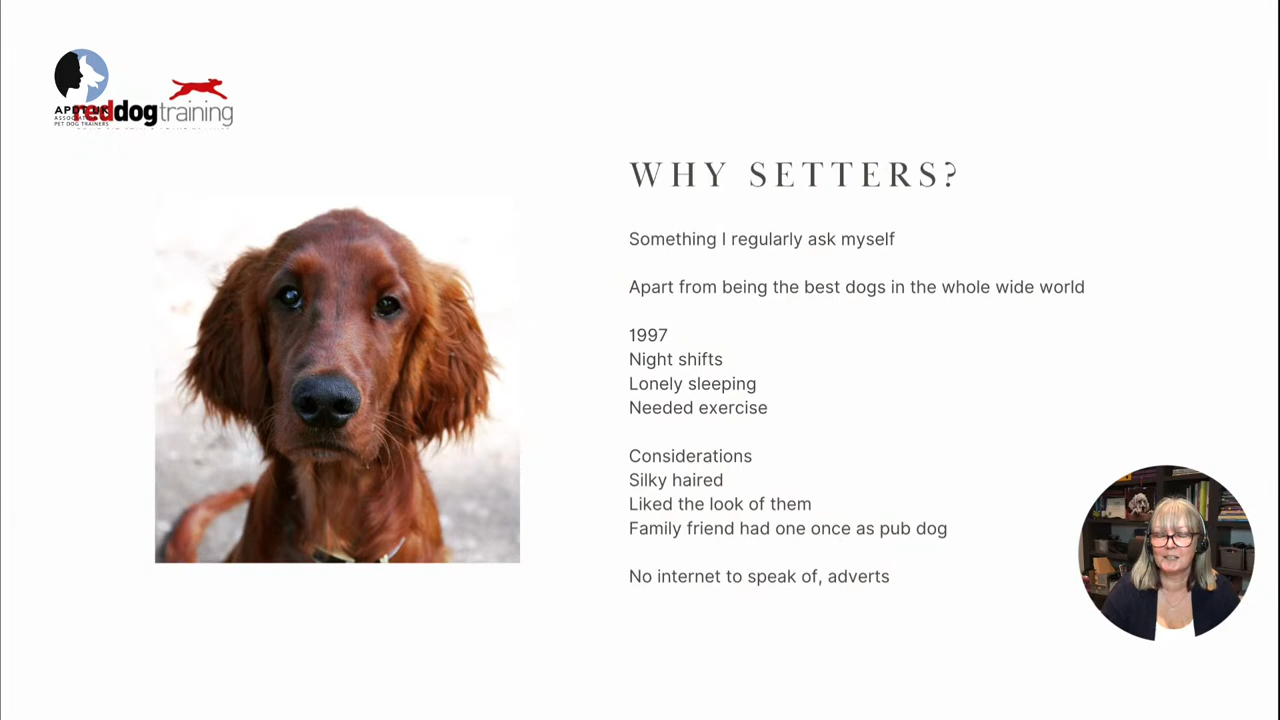 APDT UK
ASSOCIATION
PET DOG TRAINERS
reddogtraining
WHY SETTERS?
Something I regularly ask myself
Apart from being the best dogs in the whole wide world
1997
Night shifts
Lonely sleeping
Needed exercise
Considerations
Silky haired
Liked the look of them
Family friend had one once as pub dog
No internet to speak of, adverts